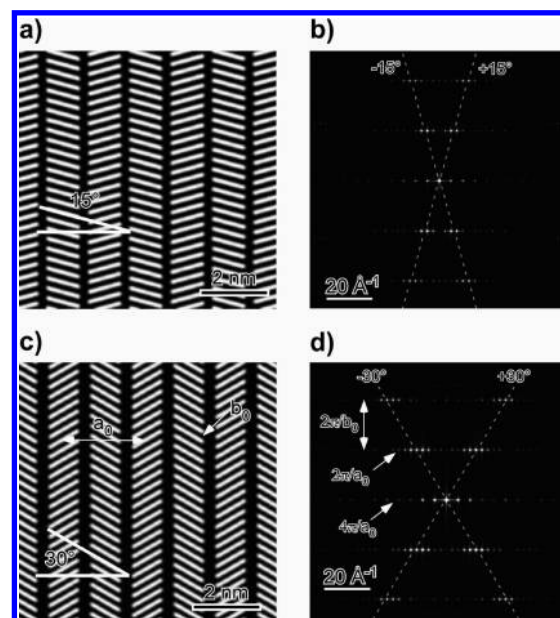 a)
b)
-15°
+15°
15°
2 nm
20 Å⁻¹
c)
d)
-30°
+30°
a₀
b₀
2π/b₀
2π/a₀
4π/a₀
30°
2 nm
20 Å⁻¹